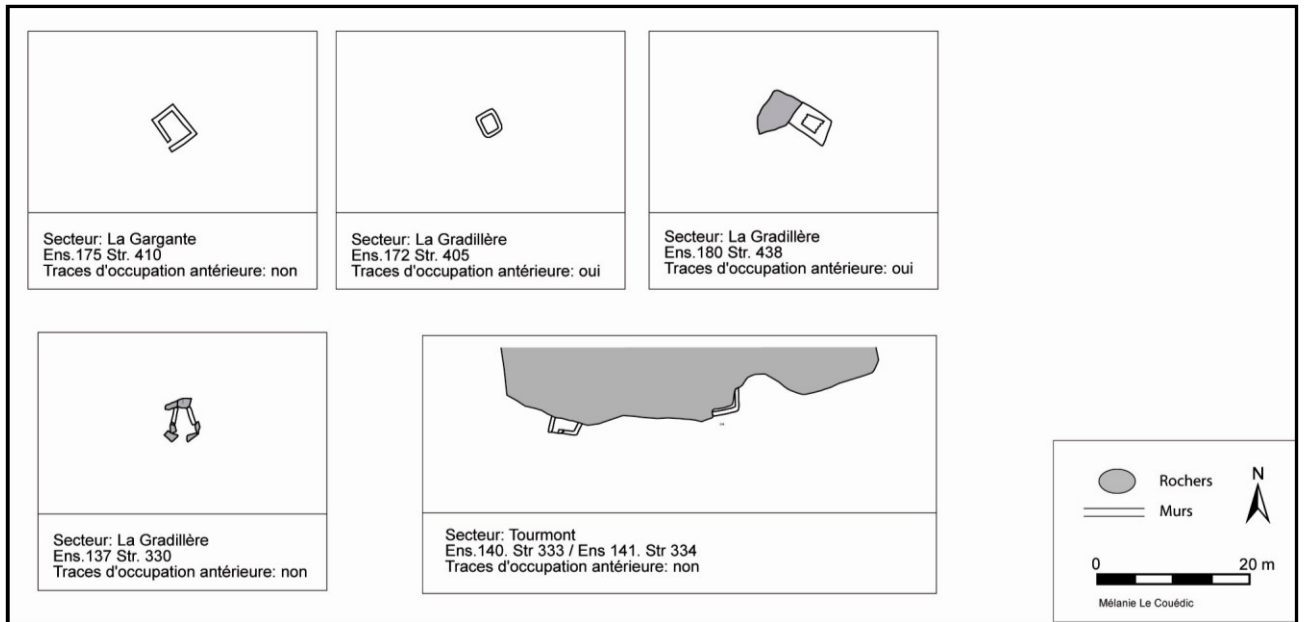 Secteur: La Gargante
Ens.175 Str. 410
Traces d'occupation antérieure: non
Secteur: La Gradillère
Ens.172 Str. 405
Traces d'occupation antérieure: oui
Secteur: La Gradillère
Ens.180 Str. 438
Traces d'occupation antérieure: oui
Secteur: La Gradillère
Ens.137 Str. 330
Traces d'occupation antérieure: non
Secteur: Tourmont
Ens.140. Str 333 / Ens 141. Str 334
Traces d'occupation antérieure: non
Rochers
Murs
N
0 20 m
Mélanie Le Couédic